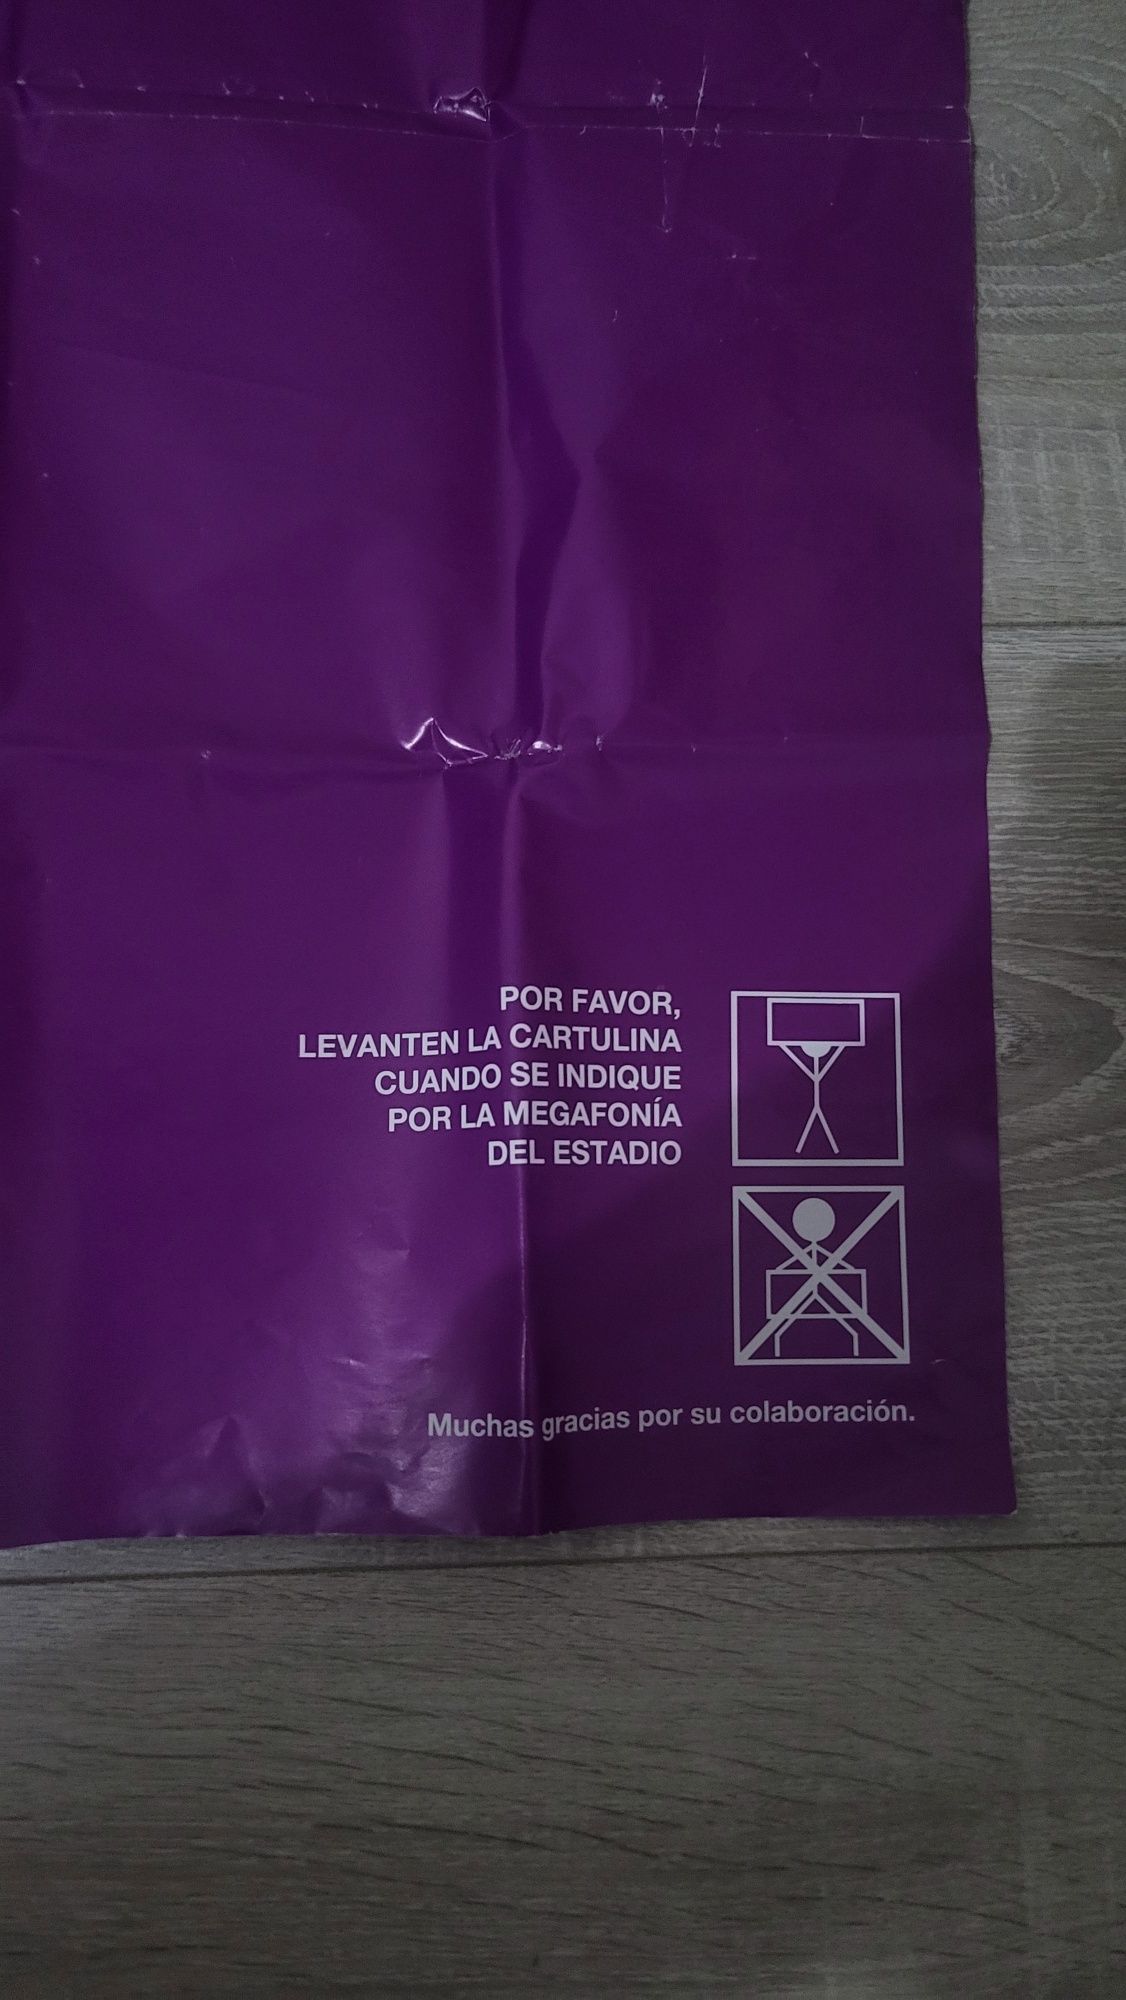 POR FAVOR,
LEVANTEN LA CARTULINA
CUANDO SE INDIQUE
POR LA MEGAFONÍA
DEL ESTADIO
Muchas gracias por su colaboración.